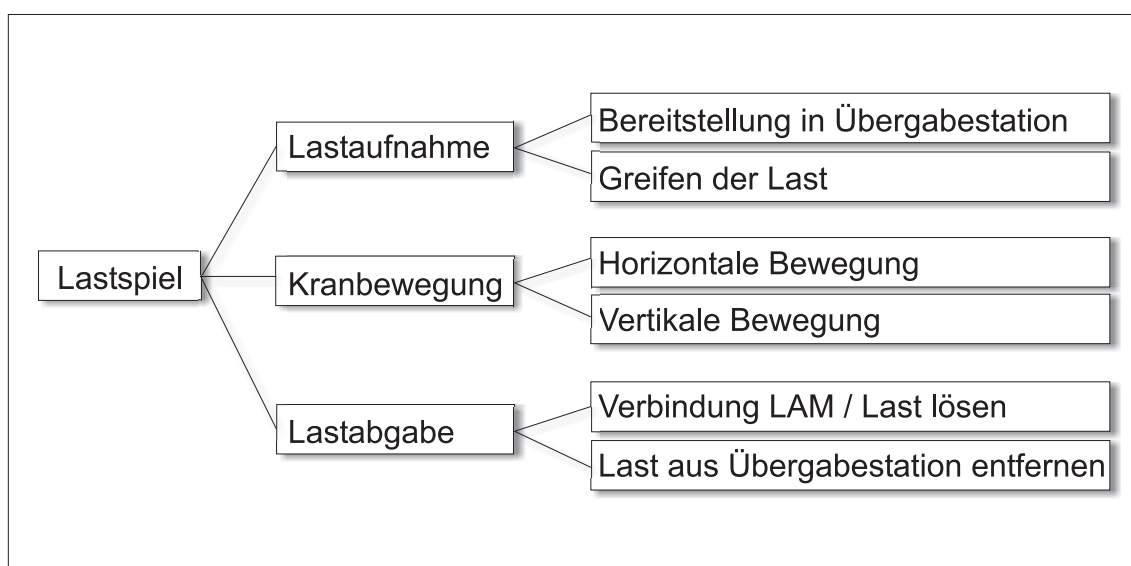 Lastspiel
Lastaufnahme
Bereitstellung in Übergabestation
Greifen der Last
Kranbewegung
Horizontale Bewegung
Vertikale Bewegung
Lastabgabe
Verbindung LAM / Last lösen
Last aus Übergabestation entfernen